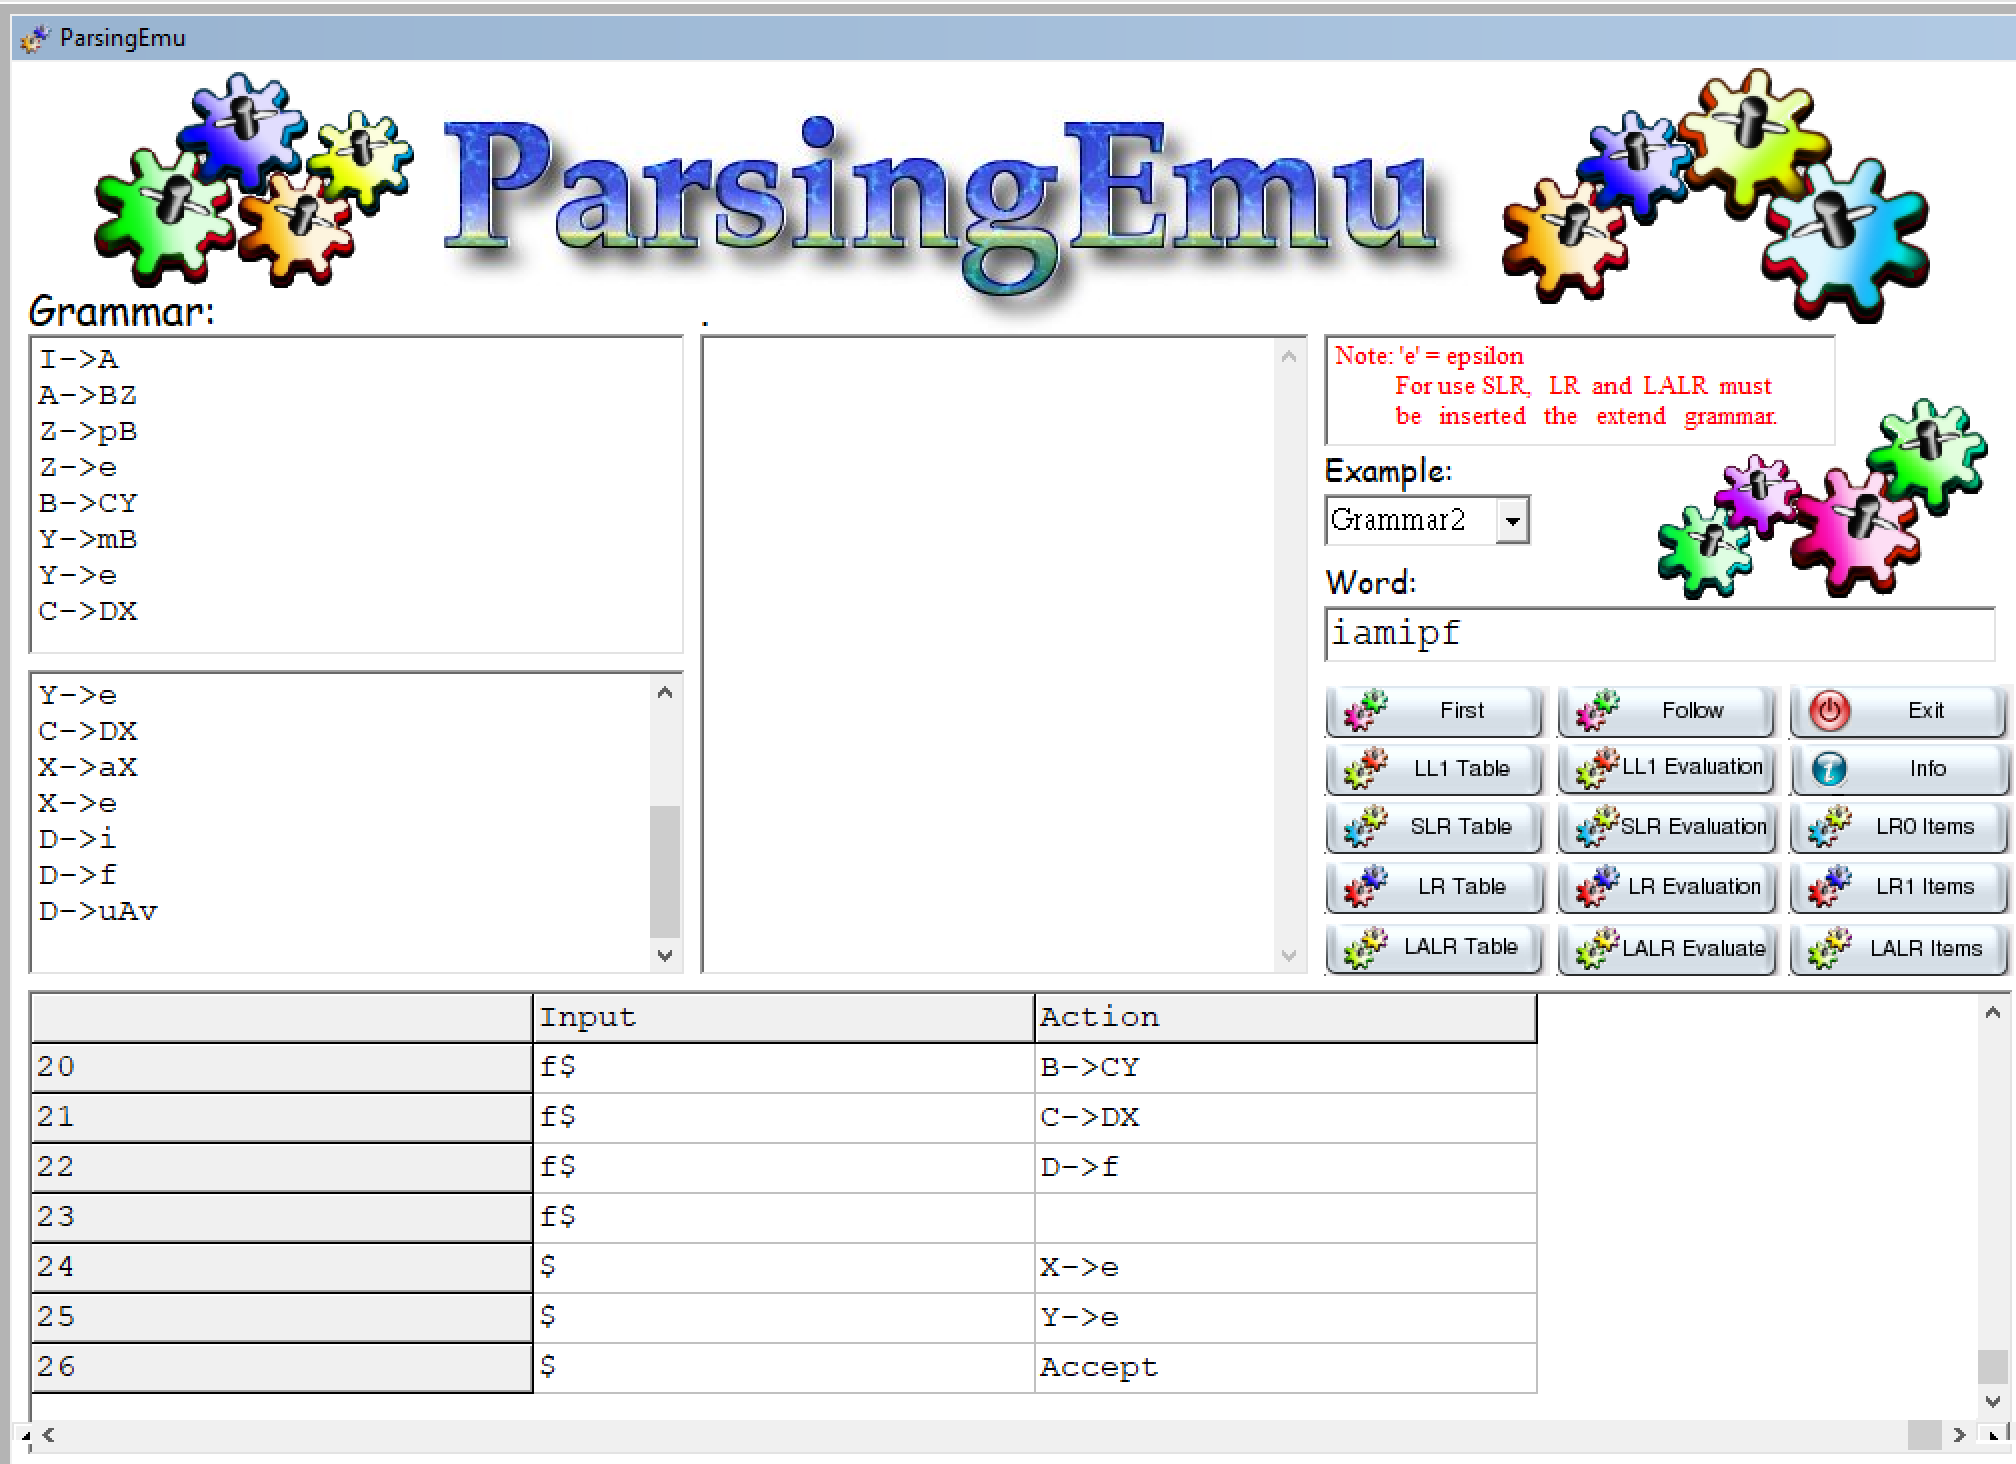 ParsingEmu
ParsingEmu
Grammar:
.
I->A
A->BZ
Z->pB
Z->e
B->CY
Y->mB
Y->e
C->DX
Y->e
C->DX
X->aX
X->e
D->i
D->f
D->uAv
Note: 'e' = epsilon
For use SLR, LR and LALR must
be inserted the extend grammar.
Example:
Grammar2
Word:
iamipf
First Follow Exit
LL1 Table LL1 Evaluation Info
SLR Table SLR Evaluation LR0 Items
LR Table LR Evaluation LR1 Items
LALR Table LALR Evaluate LALR Items
Input Action
20 f$ B->CY
21 f$ C->DX
22 f$ D->f
23 f$
24 $ X->e
25 $ Y->e
26 $ Accept